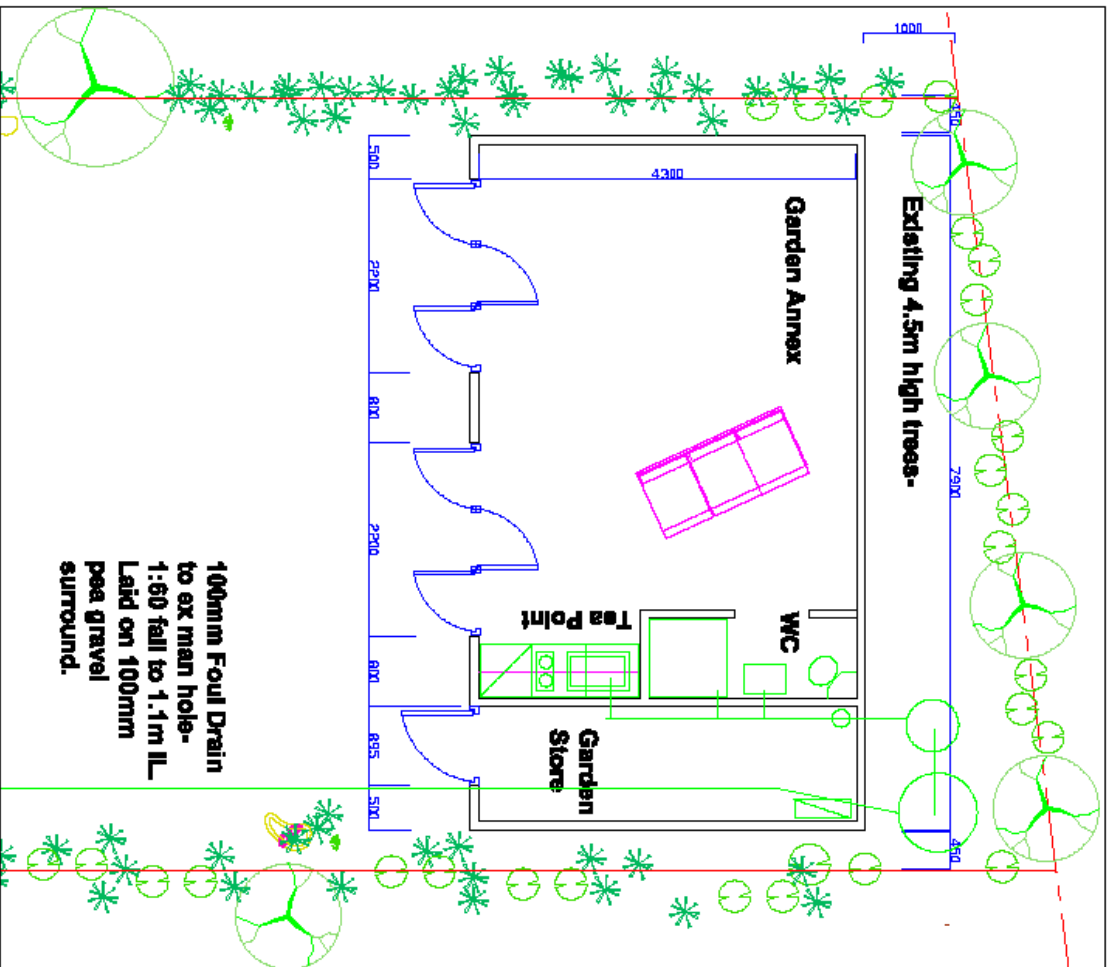 1000
450
Existing 4.5m high trees-
7900
450
Garden Annex
4300
WC
Tea Point
Garden
Store
500
2200
800
2200
800
895
500
100mm Foul Drain
to ex man hole-
1:60 fall to 1.1m IL.
Laid on 100mm
pea gravel
surround.